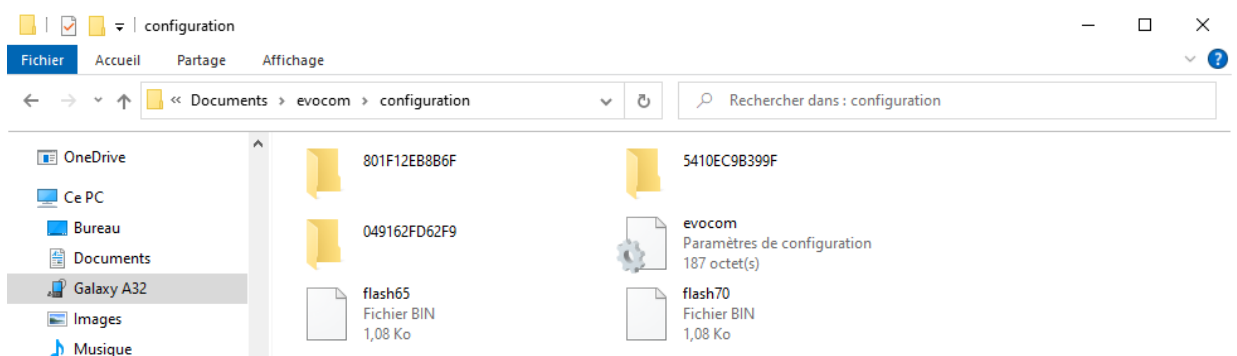 configuration
Fichier Accueil Partage Affichage
« Documents > evocom > configuration
Rechercher dans : configuration
OneDrive
Ce PC
Bureau
Documents
Galaxy A32
Images
Musique
801F12EB8B6F
5410EC9B399F
049162FD62F9
evocom
Paramètres de configuration
187 octet(s)
flash65
Fichier BIN
1,08 Ko
flash70
Fichier BIN
1,08 Ko